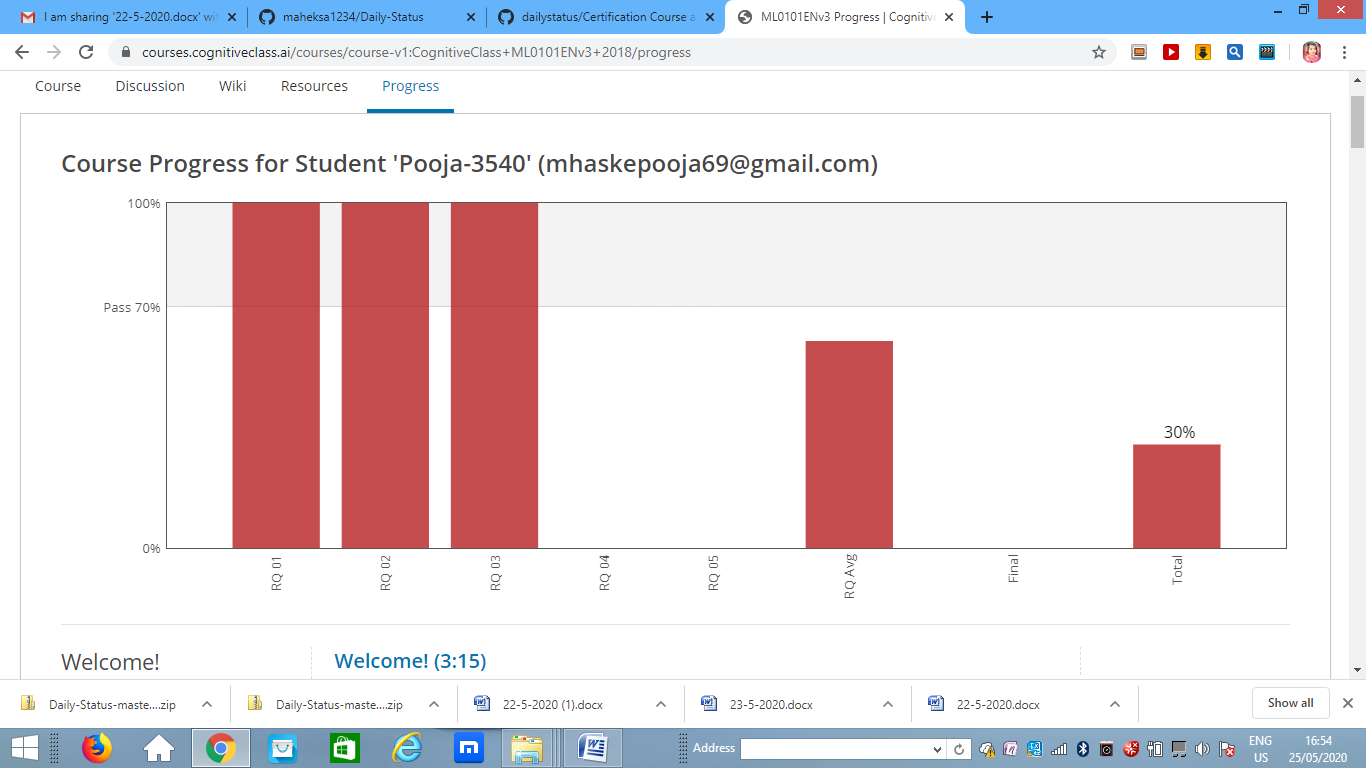 I am sharing '22-5-2020.docx' wit
maheksa1234/Daily-Status
dailystatus/Certification Course a
ML0101ENv3 Progress | Cognitive
courses.cognitiveclass.ai/courses/course-v1:CognitiveClass+ML0101ENv3+2018/progress
Course
Discussion
Wiki
Resources
Progress
Course Progress for Student 'Pooja-3540' (mhaskepooja69@gmail.com)
100%
Pass 70%
0%
30%
RQ 01
RQ 02
RQ 03
RQ 04
RQ 05
RQ Avg
Final
Total
Welcome!
Welcome! (3:15)
Daily-Status-maste....zip
Daily-Status-maste....zip
22-5-2020 (1).docx
23-5-2020.docx
22-5-2020.docx
Show all
Address
ENG
US
16:54
25/05/2020